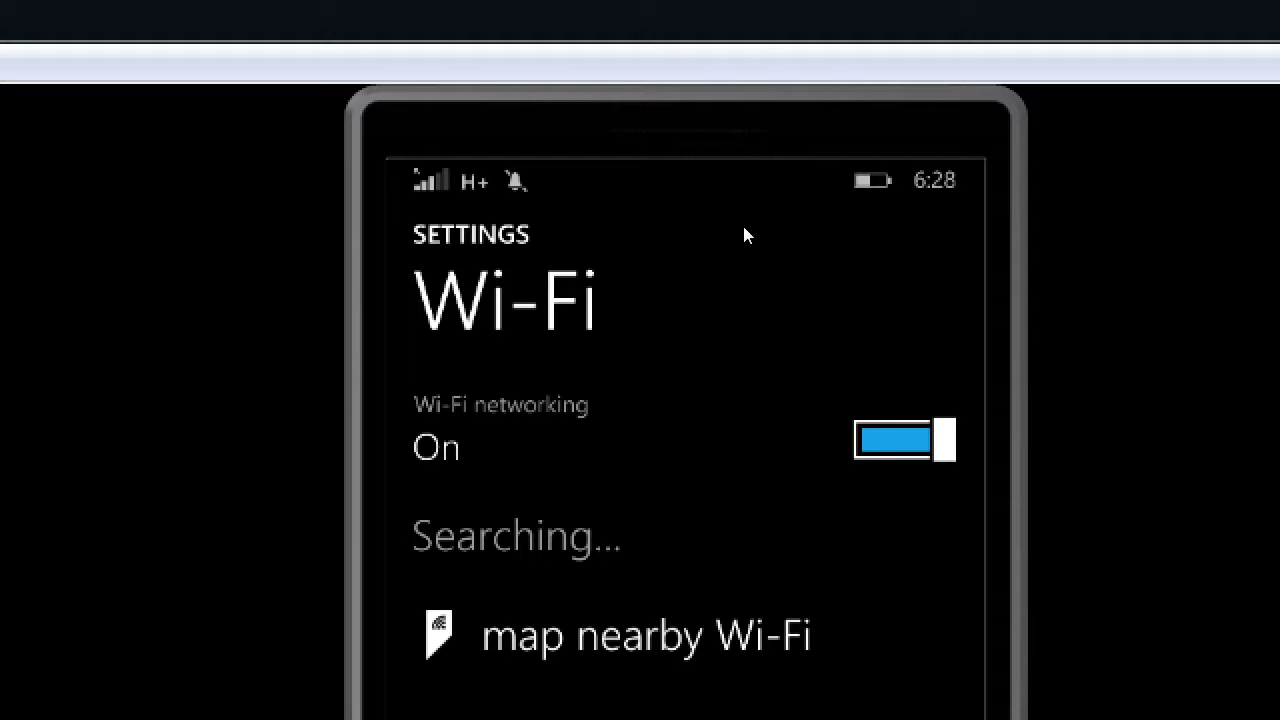 H+ 6:28
SETTINGS
Wi-Fi
Wi-Fi networking
On
Searching...
map nearby Wi-Fi